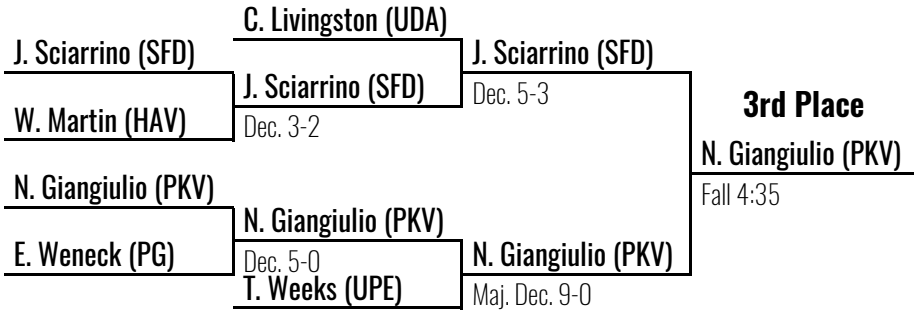 C. Livingston (UDA)
J. Sciarrino (SFD)
J. Sciarrino (SFD)
J. Sciarrino (SFD)
Dec. 5-3
3rd Place
W. Martin (HAV)
Dec. 3-2
N. Giangiulio (PKV)
Fall 4:35
N. Giangiulio (PKV)
N. Giangiulio (PKV)
E. Weneck (PG)
Dec. 5-0
N. Giangiulio (PKV)
T. Weeks (UPE)
Maj. Dec. 9-0